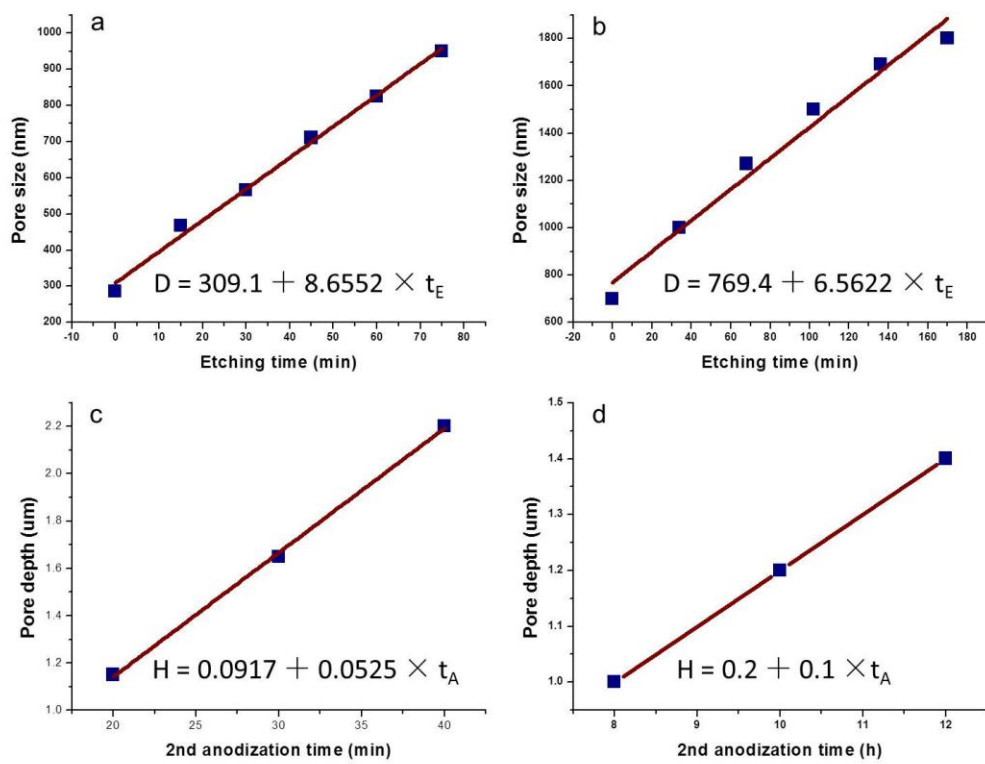 a
Pore size (nm)
1000
900
800
700
600
500
400
300
200
D = 309.1 + 8.6552 × tE
-10 0 10 20 30 40 50 60 70 80
Etching time (min)
b
Pore size (nm)
1800
1600
1400
1200
1000
800
600
D = 769.4 + 6.5622 × tE
-20 0 20 40 60 80 100 120 140 160 180
Etching time (min)
c
Pore depth (um)
2.2
2.0
1.8
1.6
1.4
1.2
1.0
H = 0.0917 + 0.0525 × tA
20 25 30 35 40
2nd anodization time (min)
d
Pore depth (um)
1.5
1.4
1.3
1.2
1.1
1.0
H = 0.2 + 0.1 × tA
8 9 10 11 12
2nd anodization time (h)